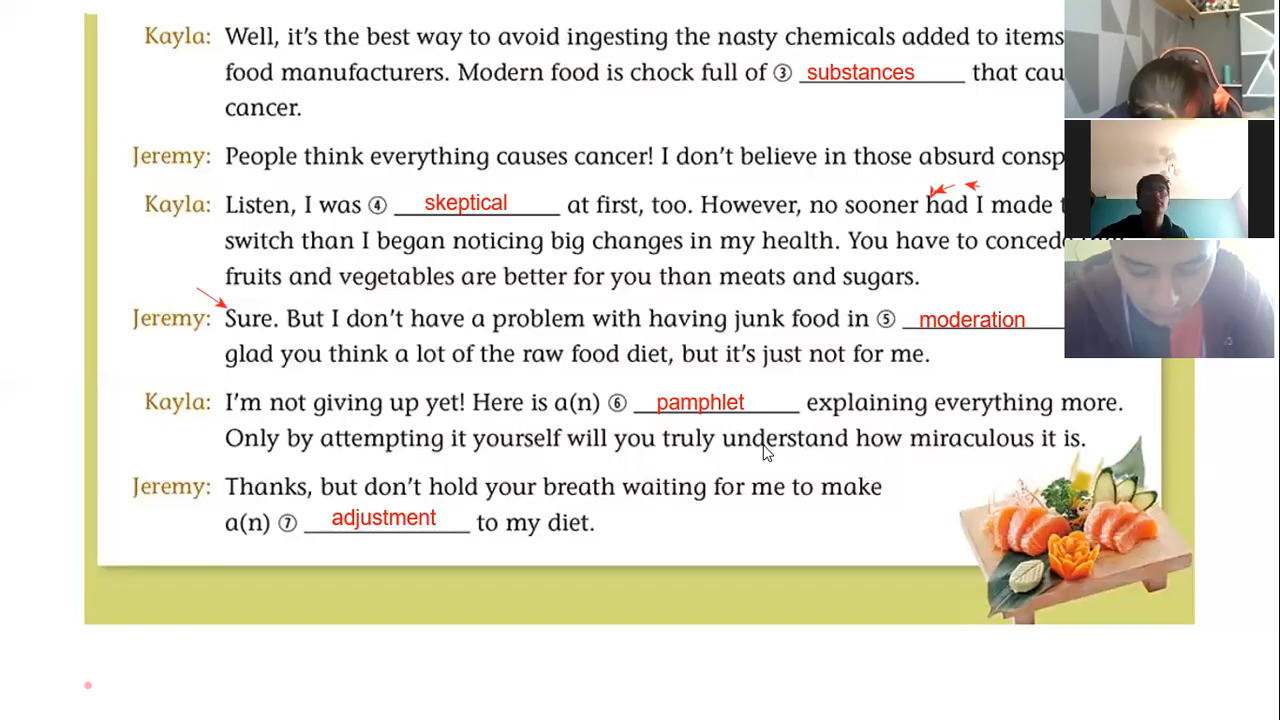 Kayla: Well, it's the best way to avoid ingesting the nasty chemicals added to items
food manufacturers. Modern food is chock full of ③ substances that
cancer.
Jeremy: People think everything causes cancer! I don't believe in those absurd
Kayla: Listen, I was ④ skeptical at first, too. However, no sooner had I made
switch than I began noticing big changes in my health. You have to
fruits and vegetables are better for you than meats and sugars.
Jeremy: Sure. But I don't have a problem with having junk food in ⑤ moderation
glad you think a lot of the raw food diet, but it's just not for me.
Kayla: I'm not giving up yet! Here is a(n) ⑥ pamphlet explaining everything more.
Only by attempting it yourself will you truly understand how miraculous it is.
Jeremy: Thanks, but don't hold your breath waiting for me to make
a(n) ⑦ adjustment to my diet.